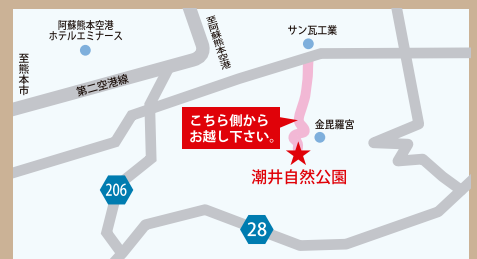 阿蘇熊本空港
ホテルエミナース
至阿蘇熊本空港
サン瓦工業
至熊本市
第二空港線
こちら側から
お越し下さい。
金毘羅宮
潮井自然公園
206
28